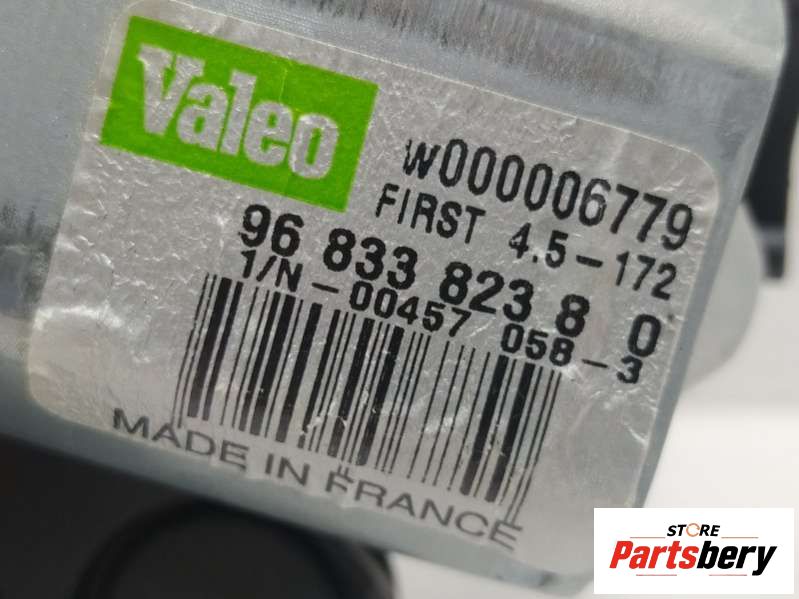 Valeo
W000006779
FIRST 4.5-172
96 833 823 8 0
1/N-00457 058-3
MADE IN FRANCE
STORE
Partsbery